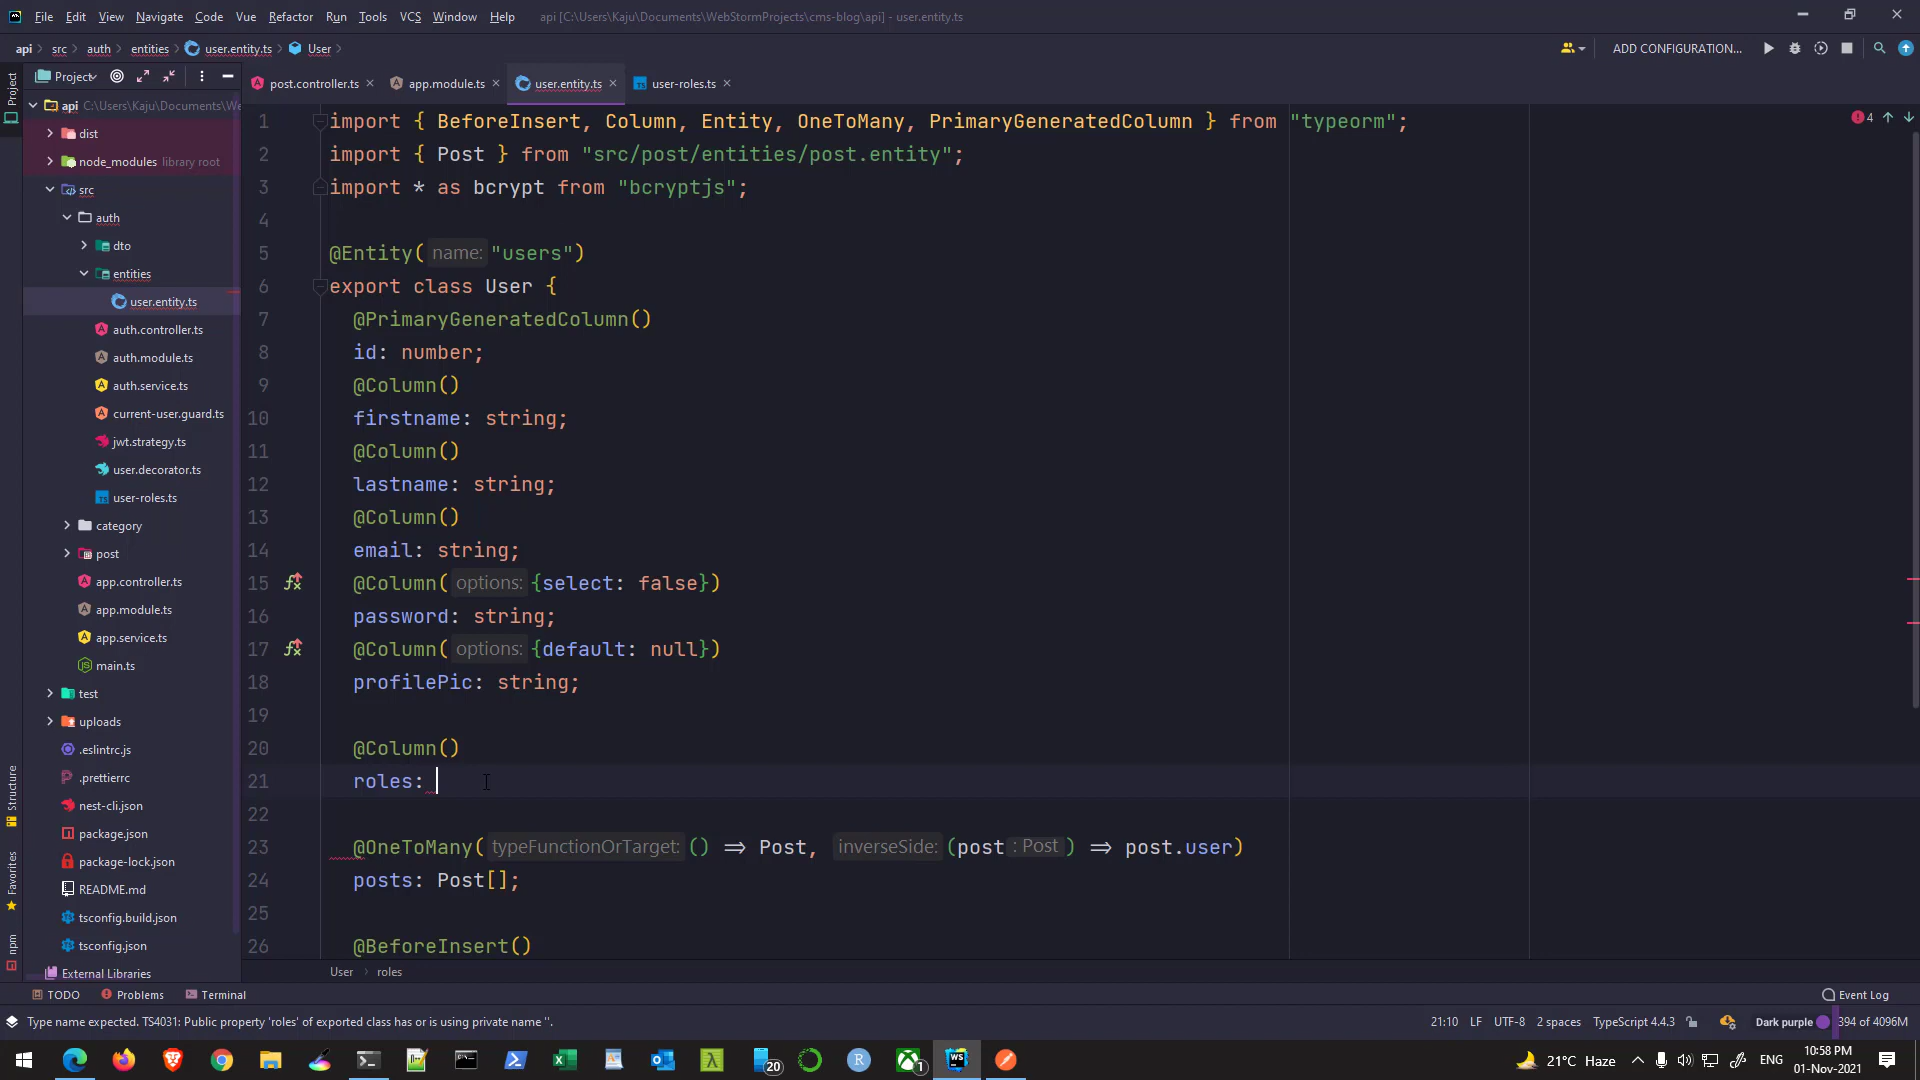 File Edit View Navigate Code Vue Refactor Run Tools VCS Window Help api [C:\Users\Kaju\Documents\WebStormProjects\cms-blog\api] - user.entity.ts
api src auth entities user.entity.ts User ADD CONFIGURATION...
Project
post.controller.ts app.module.ts user.entity.ts user-roles.ts
Project
api C:\Users\Kaju\Documents\We
dist
node_modules library root
src
auth
dto
entities
user.entity.ts
auth.controller.ts
auth.module.ts
auth.service.ts
current-user.guard.ts
jwt.strategy.ts
user.decorator.ts
user-roles.ts
category
post
app.controller.ts
app.module.ts
app.service.ts
main.ts
test
uploads
.eslintrc.js
.prettierrc
nest-cli.json
package.json
package-lock.json
README.md
tsconfig.build.json
tsconfig.json
External Libraries
Structure
Favorites
npm
4
1 import { BeforeInsert, Column, Entity, OneToMany, PrimaryGeneratedColumn } from "typeorm";
2 import { Post } from "src/post/entities/post.entity";
3 import * as bcrypt from "bcryptjs";
4
5 @Entity( name: "users")
6 export class User {
7 @PrimaryGeneratedColumn()
8 id: number;
9 @Column()
10 firstname: string;
11 @Column()
12 lastname: string;
13 @Column()
14 email: string;
15 @Column( options: {select: false})
16 password: string;
17 @Column( options: {default: null})
18 profilePic: string;
19
20 @Column()
21 roles:
22
23 @OneToMany( typeFunctionOrTarget: () => Post, inverseSide: (post : Post ) => post.user)
24 posts: Post[];
25
26 @BeforeInsert()
User roles
TODO Problems Terminal Event Log
Type name expected. TS4031: Public property 'roles' of exported class has or is using private name ''. 21:10 LF UTF-8 2 spaces TypeScript 4.4.3 Dark purple 394 of 4096M
20 R 1 WS 21°C Haze ENG 10:58 PM
01-Nov-2021